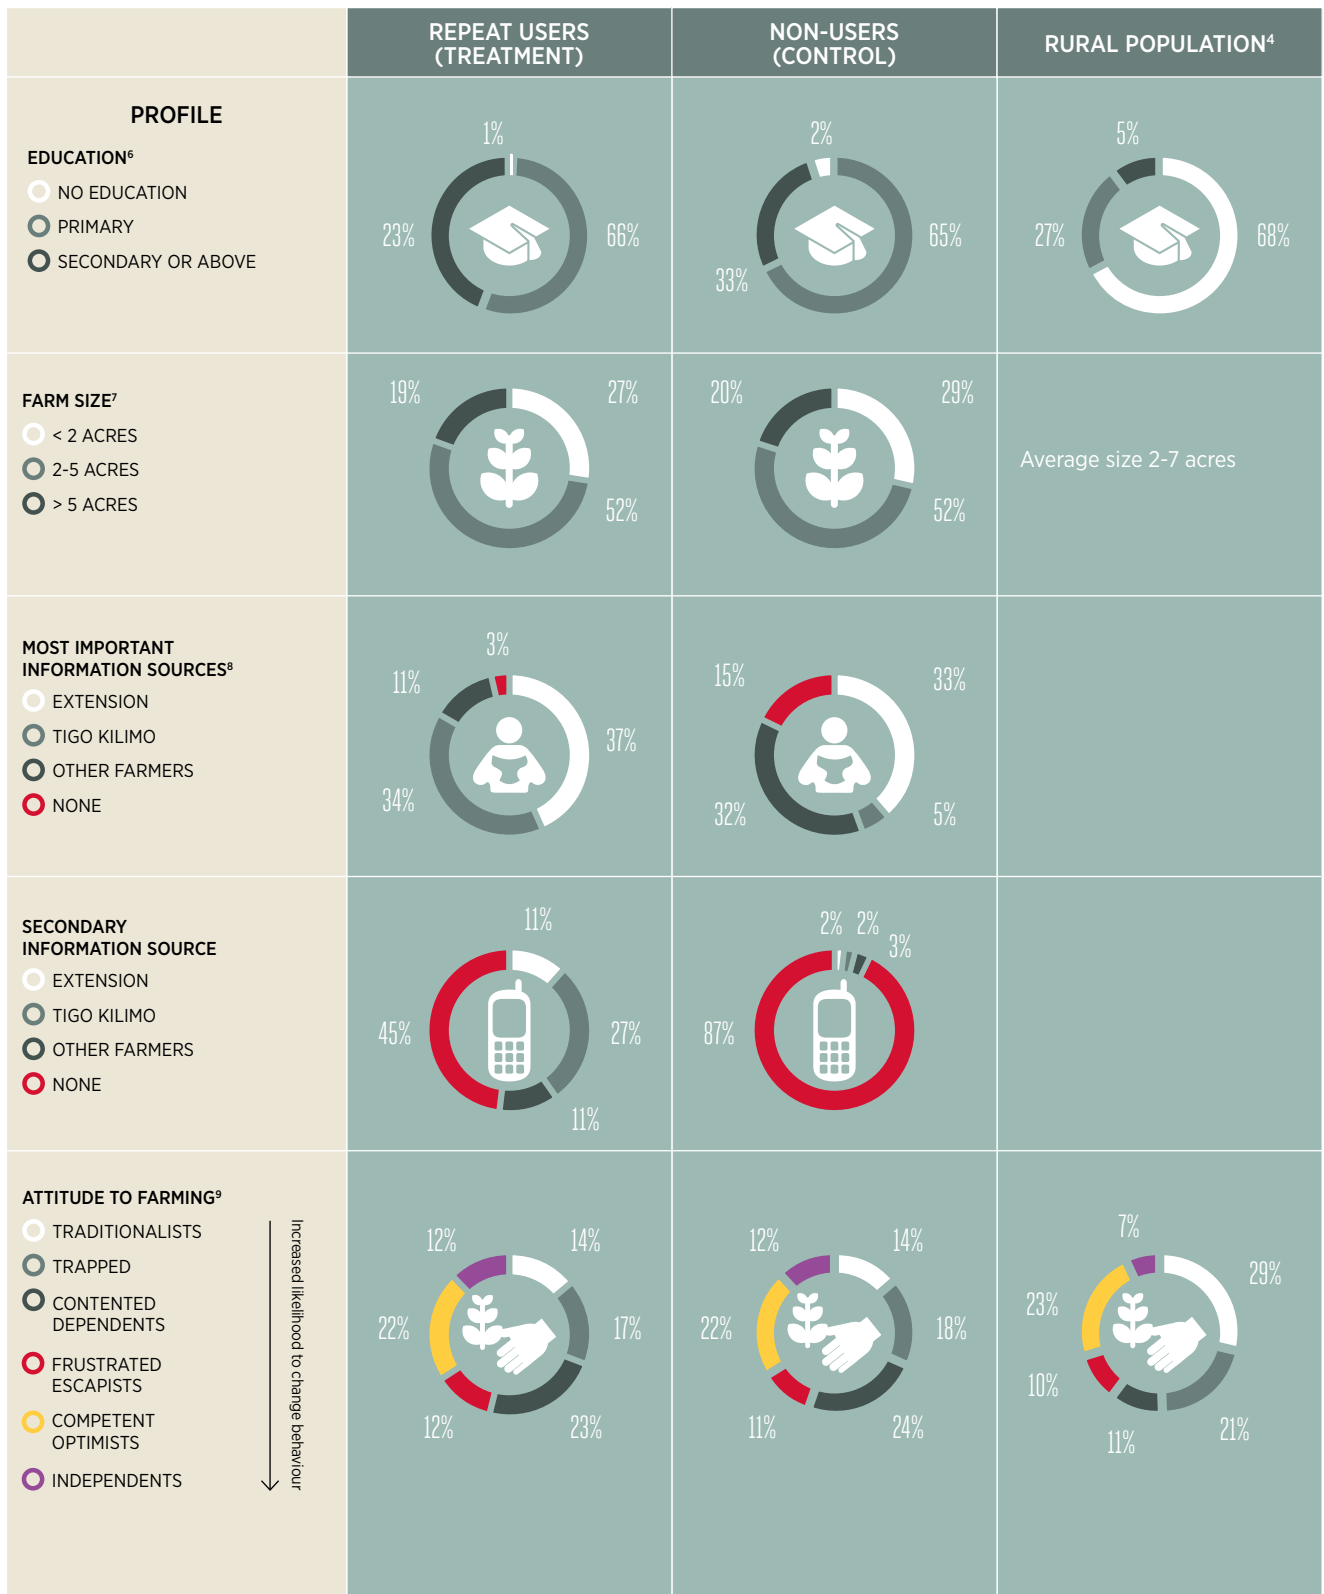 REPEAT USERS
(TREATMENT)
NON-USERS
(CONTROL)
RURAL POPULATION⁴
PROFILE
EDUCATION⁶
NO EDUCATION
PRIMARY
SECONDARY OR ABOVE
1%
23%
66%
2%
65%
33%
5%
27%
68%
FARM SIZE⁷
< 2 ACRES
2-5 ACRES
> 5 ACRES
19%
27%
52%
20%
29%
52%
Average size 2-7 acres
MOST IMPORTANT
INFORMATION SOURCES⁸
EXTENSION
TIGO KILIMO
OTHER FARMERS
NONE
3%
11%
37%
34%
15%
33%
32%
5%
SECONDARY
INFORMATION SOURCE
EXTENSION
TIGO KILIMO
OTHER FARMERS
NONE
11%
45%
27%
11%
2%
2%
3%
87%
ATTITUDE TO FARMING⁹
TRADITIONALISTS
TRAPPED
CONTENTED
DEPENDENTS
FRUSTRATED
ESCAPISTS
COMPETENT
OPTIMISTS
INDEPENDENTS
Increased likelihood to change behaviour
12%
14%
22%
17%
12%
23%
12%
14%
22%
18%
11%
24%
7%
29%
23%
10%
11%
21%